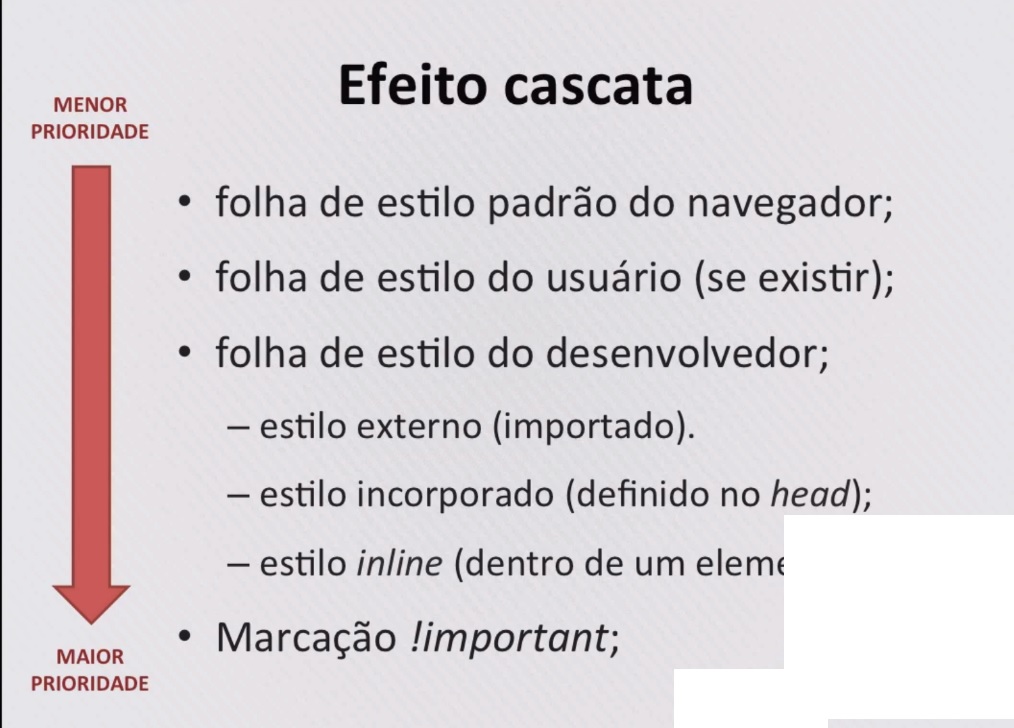 Efeito cascata
MENOR
PRIORIDADE
• folha de estilo padrão do navegador;
• folha de estilo do usuário (se existir);
• folha de estilo do desenvolvedor;
– estilo externo (importado).
– estilo incorporado (definido no head);
– estilo inline (dentro de um
• Marcação !important;
MAIOR
PRIORIDADE